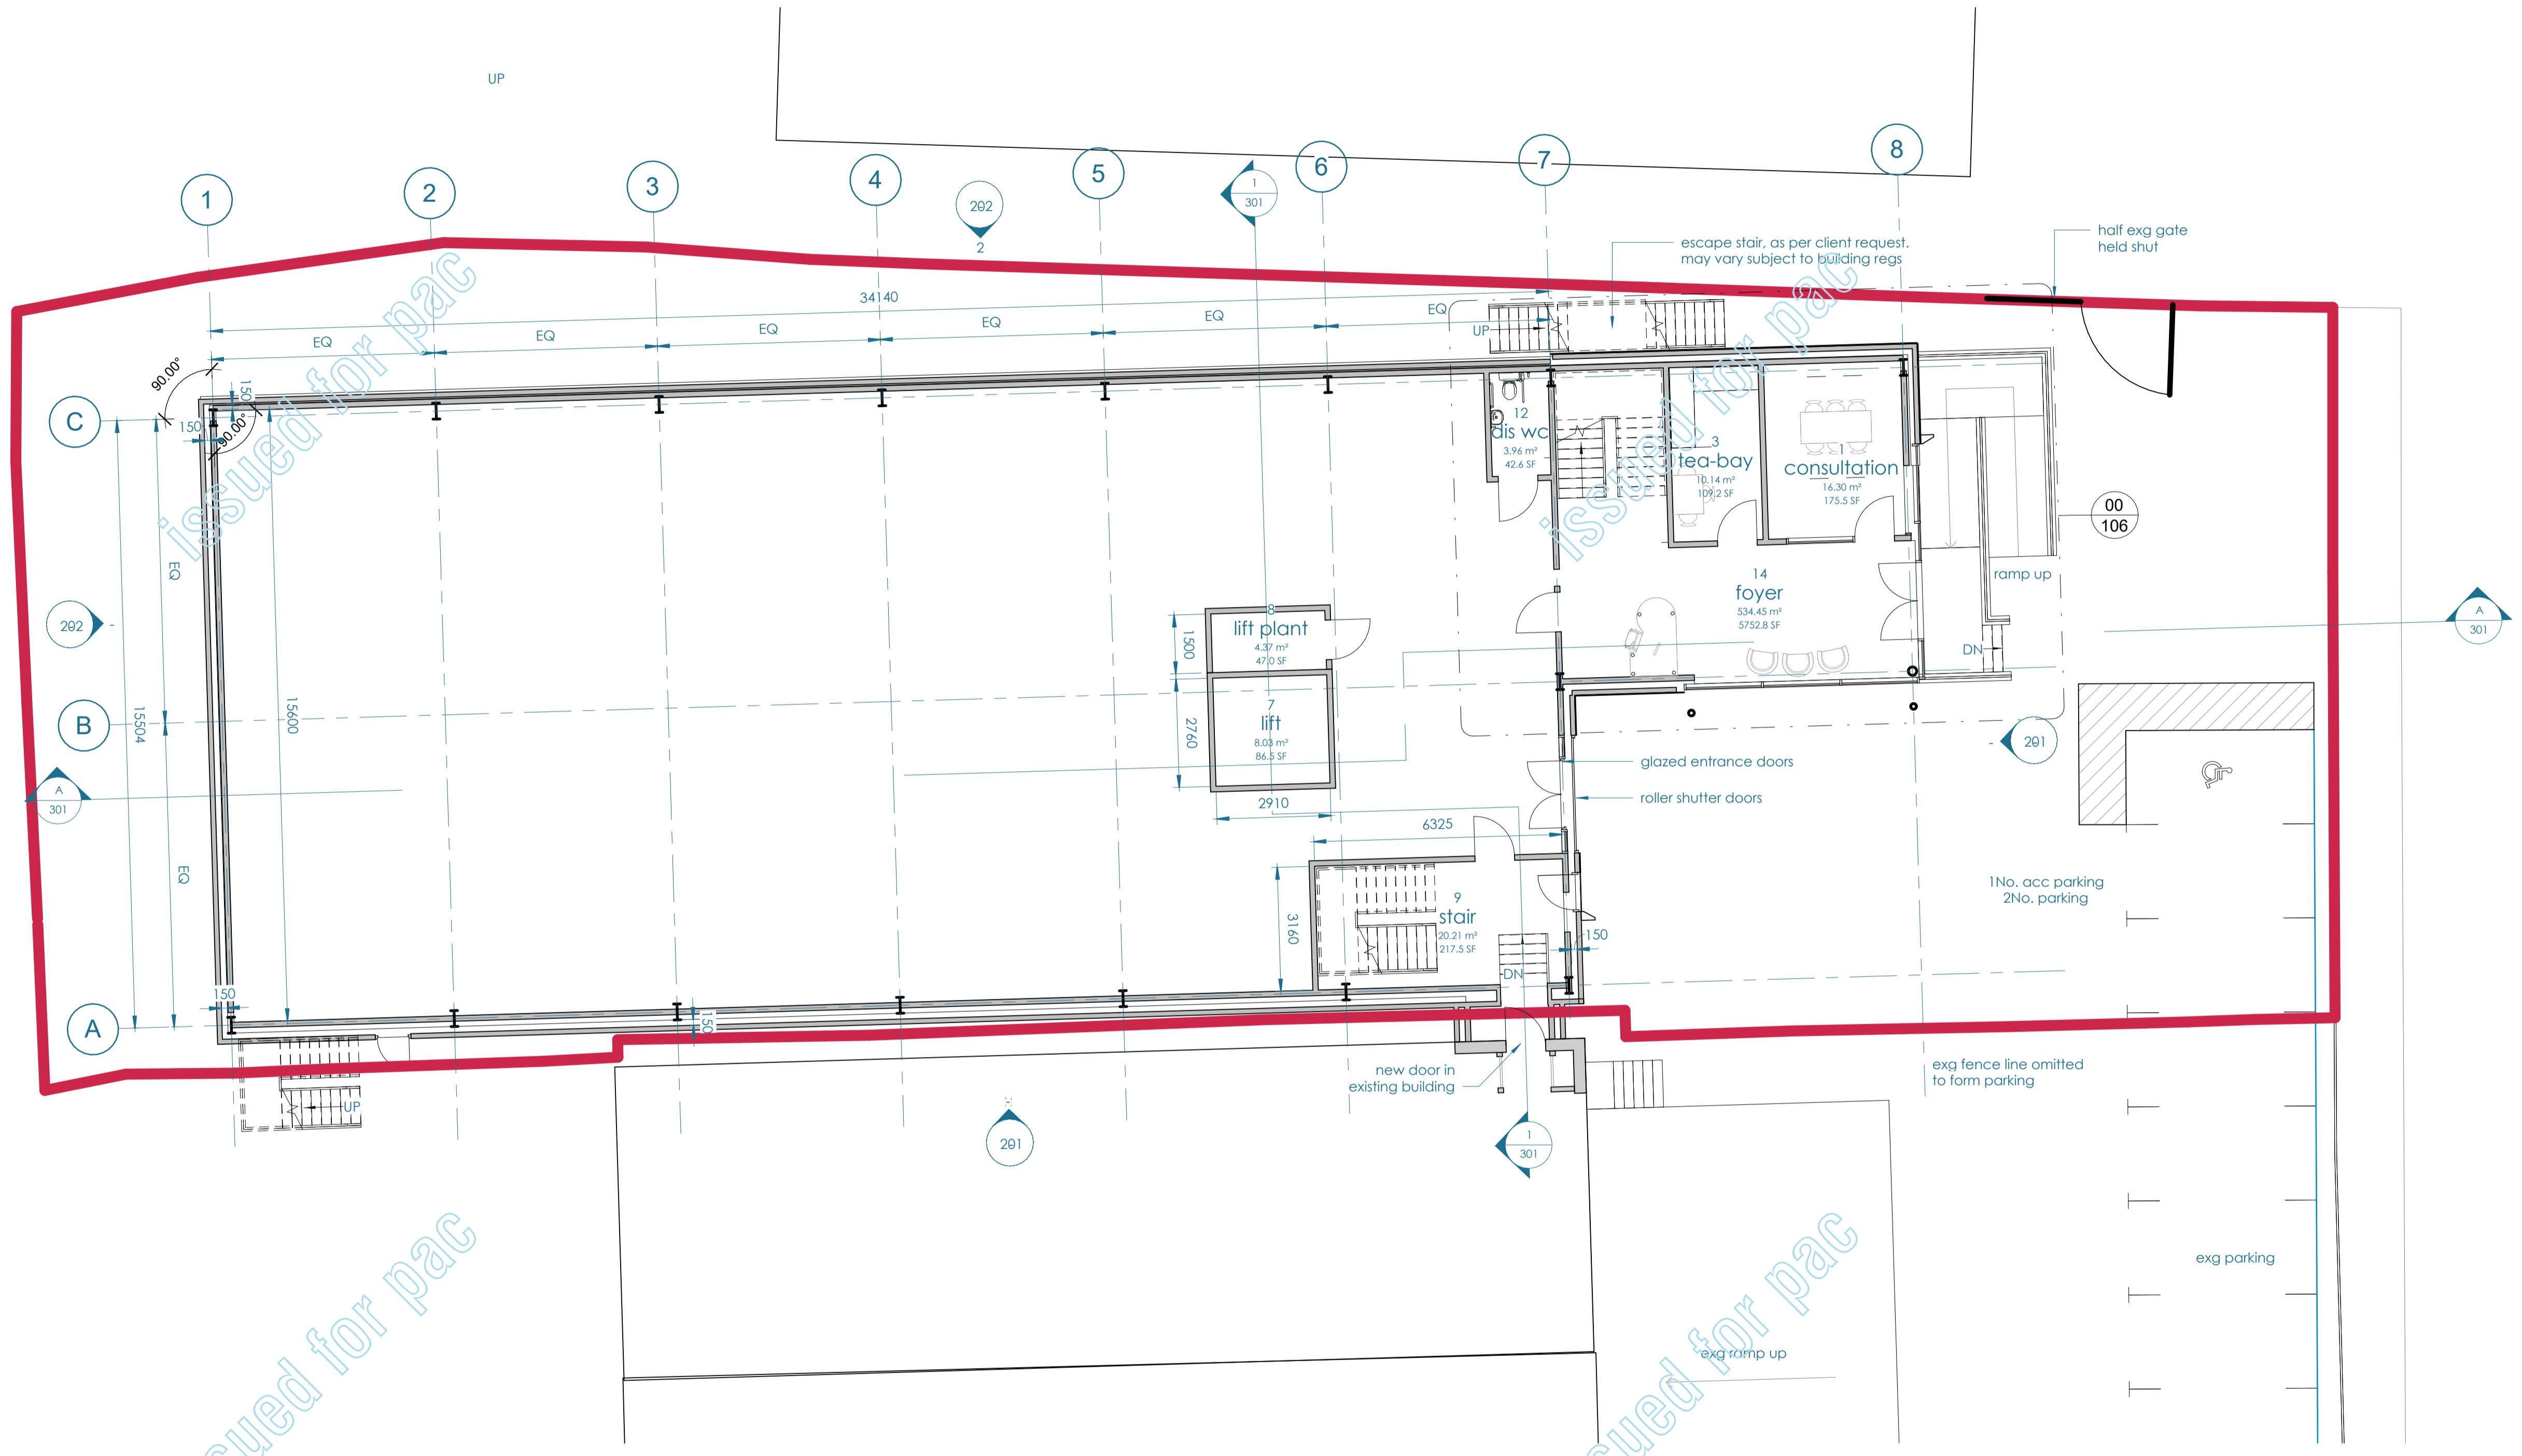 UP
1
2
3
4
5
6
7
8
202
2
1
301
escape stair, as per client request.
may vary subject to building regs
half exg gate
held shut
34140
EQ
EQ
EQ
EQ
EQ
EQ
UP
90.00°
90.00°
150
150
C
B
A
EQ
EQ
15504
15600
202
-
A
301
12
dis wc
3.96 m²
42.6 SF
3
tea-bay
10.14 m²
109.2 SF
1
consultation
16.30 m²
175.5 SF
00
106
14
foyer
534.45 m²
5752.8 SF
ramp up
DN
A
301
8
lift plant
4.37 m²
47.0 SF
1500
7
lift
8.03 m²
86.5 SF
2760
2910
glazed entrance doors
roller shutter doors
-
201
6325
3160
9
stair
20.21 m²
217.5 SF
DN
150
1No. acc parking
2No. parking
150
150
UP
new door in
existing building
exg fence line omitted
to form parking
201
1
301
exg parking
exg ramp up
issued for pac
issued for pac
issued for pac
issued for pac